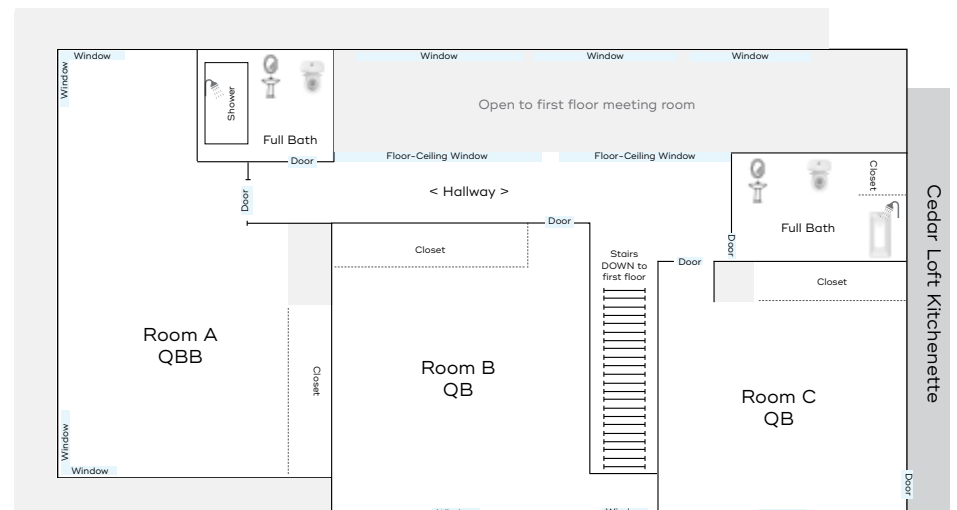 Window
Window
Window
Window
Window
Shower
Open to first floor meeting room
Full Bath
Door
Floor-Ceiling Window
Floor-Ceiling Window
Door
< Hallway >
Closet
Full Bath
Door
Door
Closet
Stairs
DOWN to
first floor
Door
Closet
Cedar Loft Kitchenette
Room A
QBB
Closet
Room B
QB
Room C
QB
Window
Window
Door